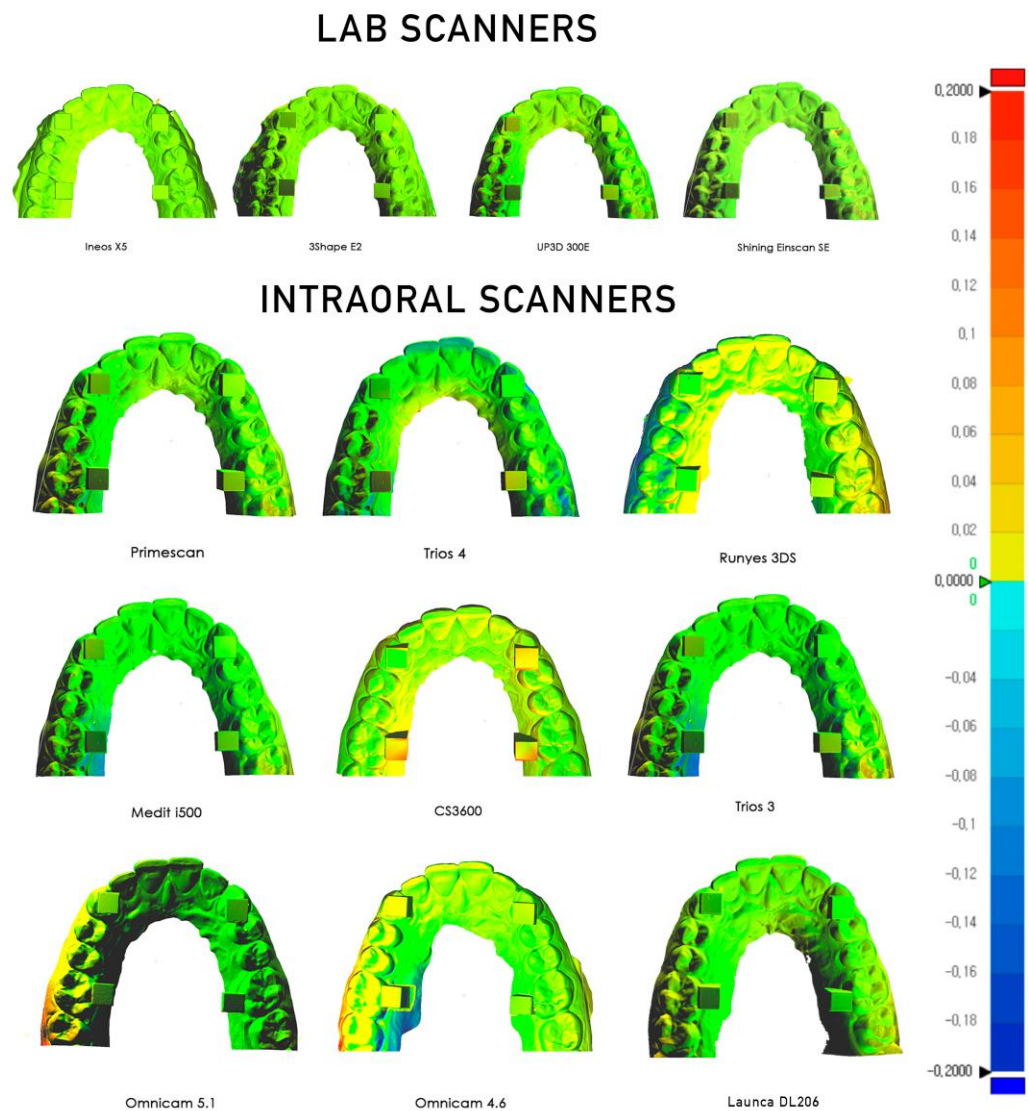 LAB SCANNERS
Ineos X5
3Shape E2
UP3D 300E
Shining Einscan SE
INTRAORAL SCANNERS
Primescan
Trios 4
Runyes 3DS
Medit i500
CS3600
Trios 3
Omnicam 5.1
Omnicam 4.6
Launca DL206
0,2000
0,18
0,16
0,14
0,12
0,1
0,08
0,06
0,04
0,02
0
0,0000
0
-0,04
-0,06
-0,08
-0,1
-0,12
-0,14
-0,16
-0,18
-0,2000